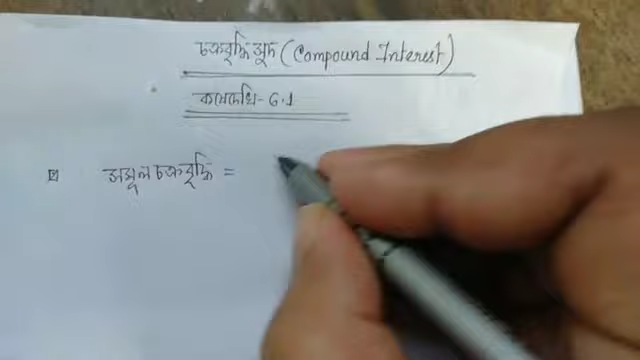 চক্রবৃদ্ধি সুদ (Compound Interest)
কষে দেখি- 6.1
সমূল চক্রবৃদ্ধি =